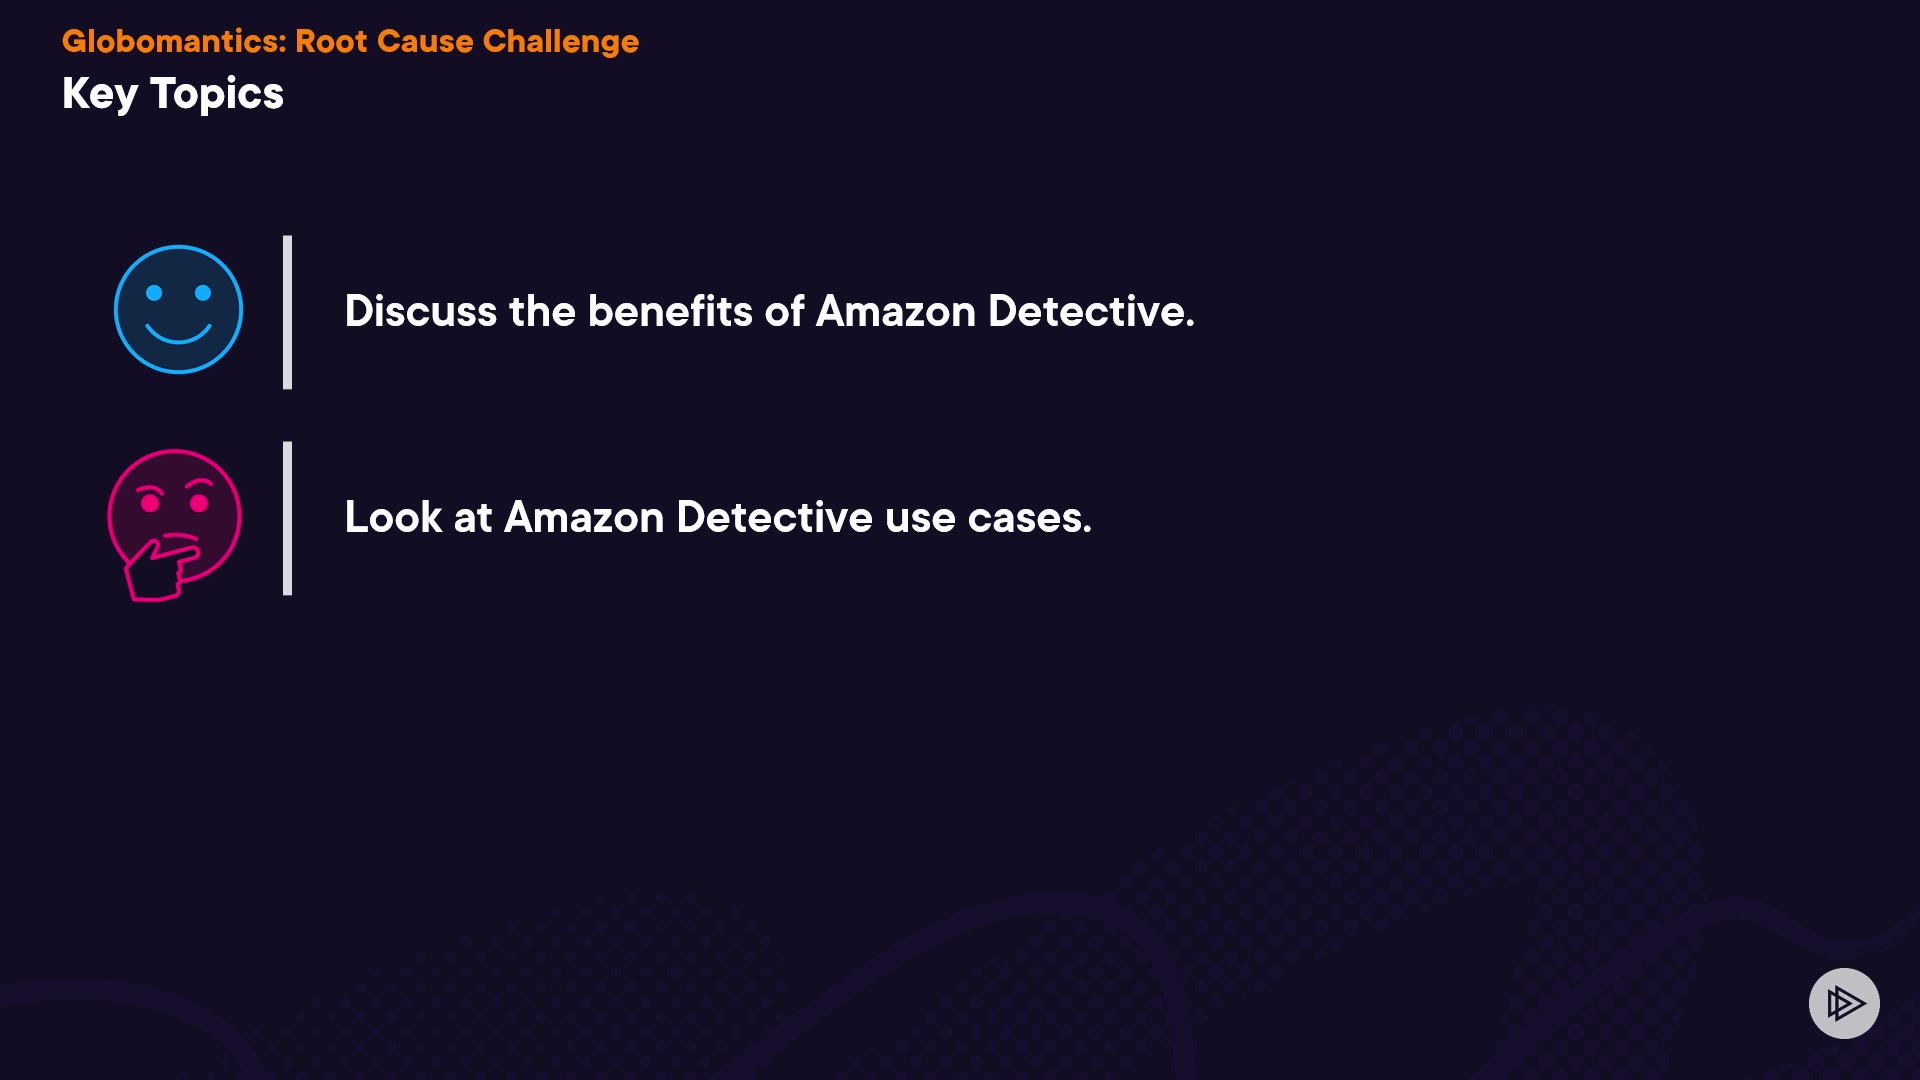 Globomantics: Root Cause Challenge
Key Topics
Discuss the benefits of Amazon Detective.
Look at Amazon Detective use cases.